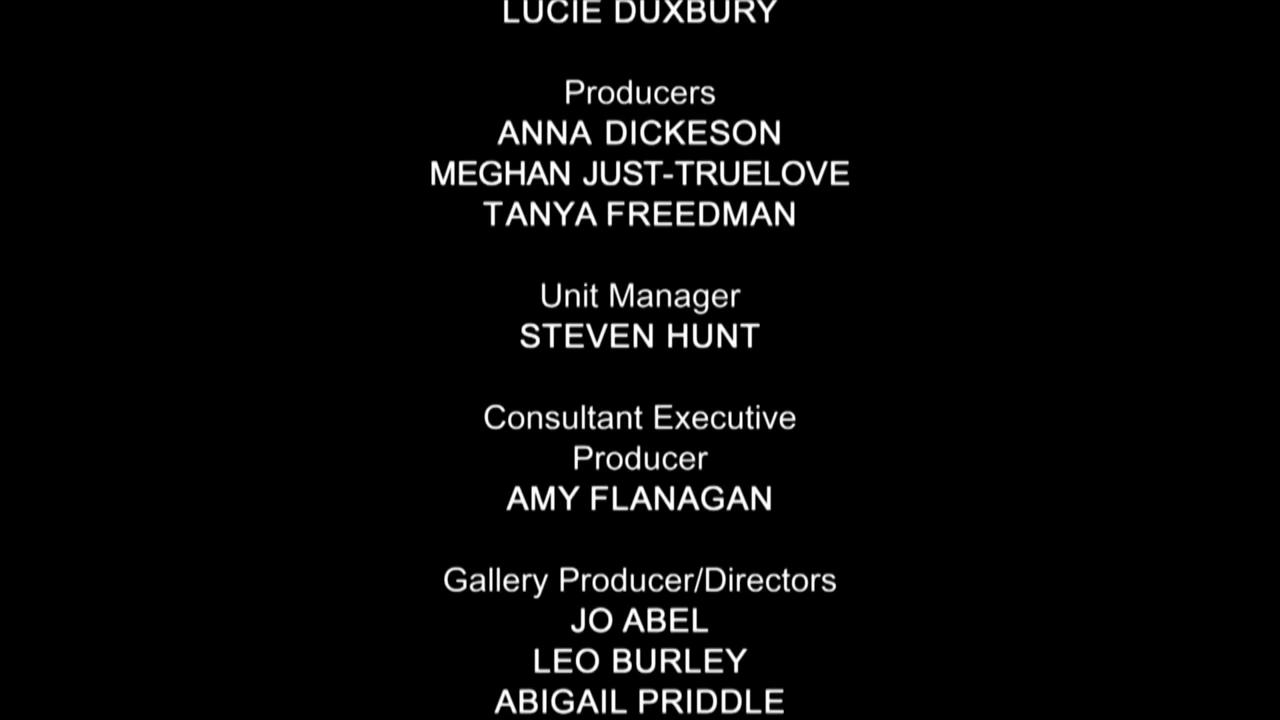 LUCIE DUXBURY
Producers
ANNA DICKESON
MEGHAN JUST-TRUELOVE
TANYA FREEDMAN
Unit Manager
STEVEN HUNT
Consultant Executive
Producer
AMY FLANAGAN
Gallery Producer/Directors
JO ABEL
LEO BURLEY
ABIGAIL PRIDDLE